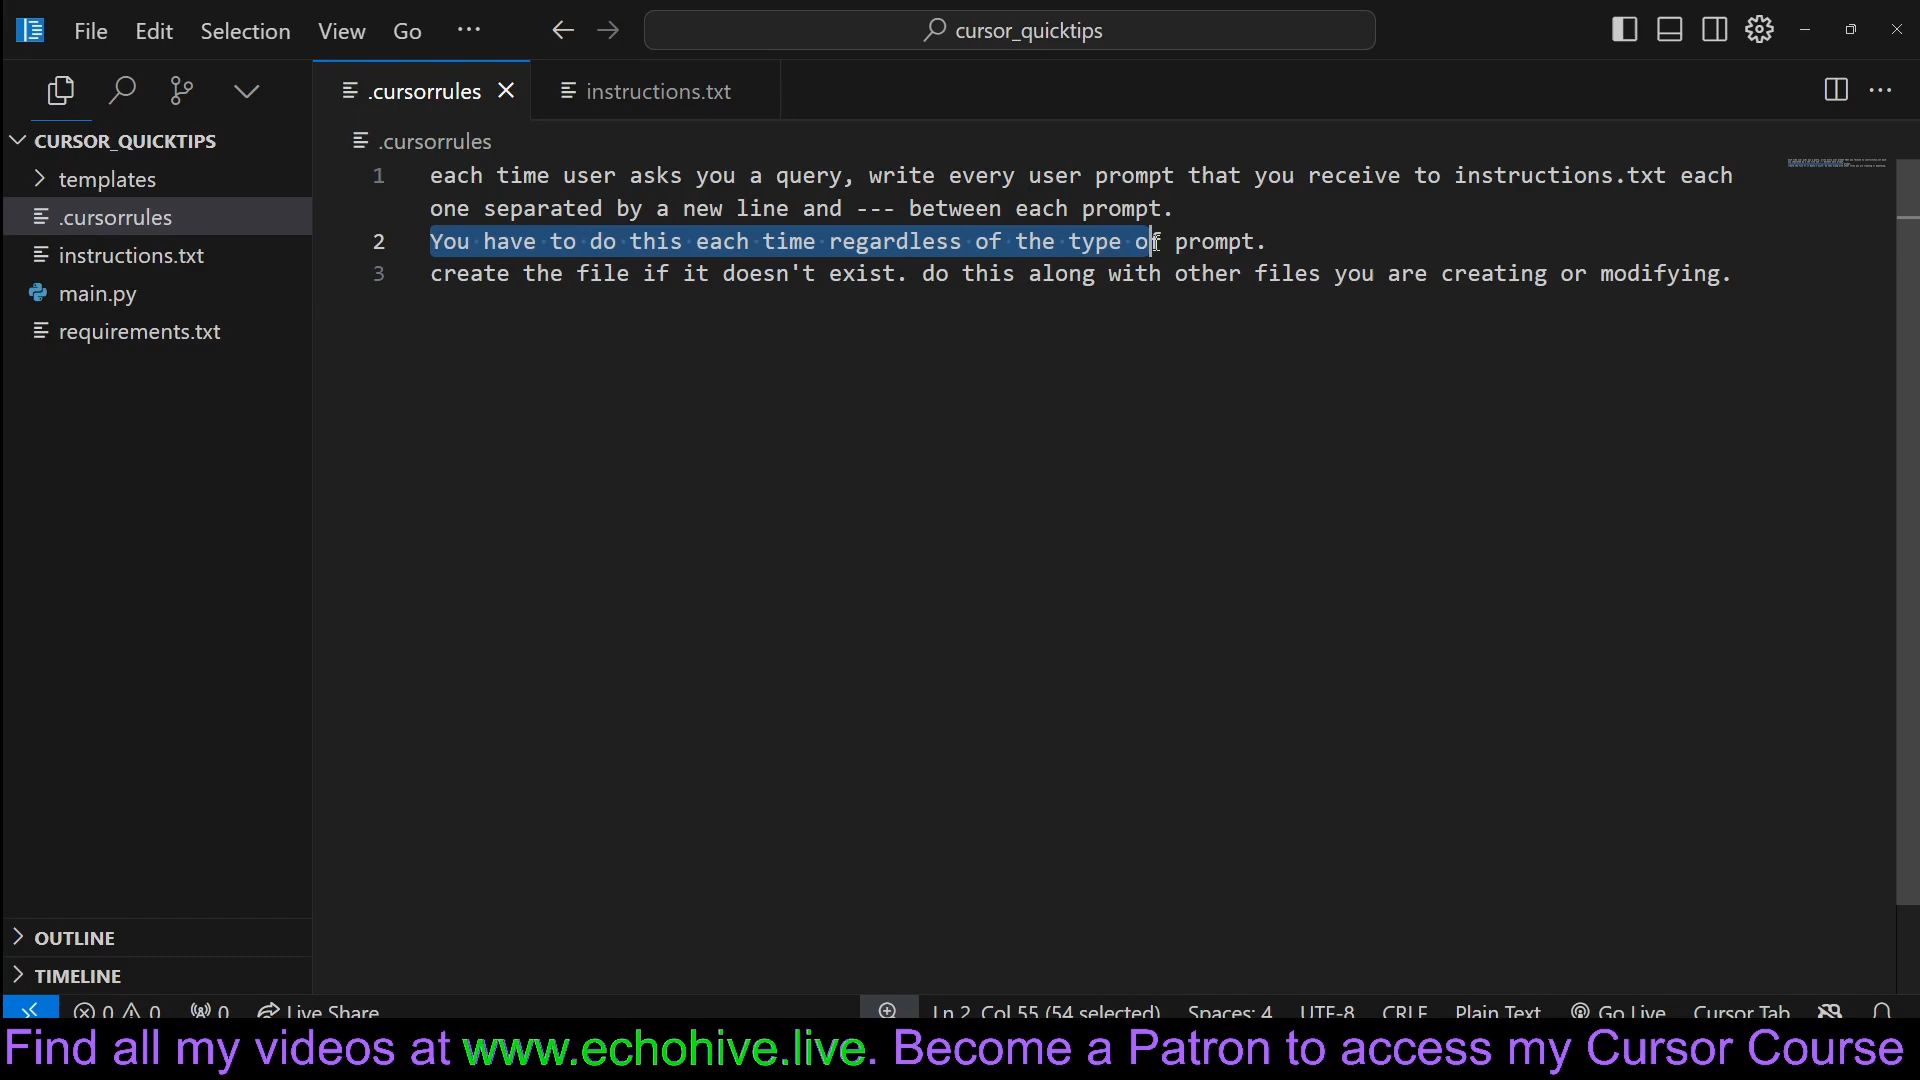 File Edit Selection View Go ···
cursor_quicktips
.cursorrules
instructions.txt
CURSOR_QUICKTIPS
.cursorrules
templates
.cursorrules
instructions.txt
main.py
requirements.txt
1 each time user asks you a query, write every user prompt that you receive to instructions.txt each
one separated by a new line and --- between each prompt.
2 You have to do this each time regardless of the type of prompt.
3 create the file if it doesn't exist. do this along with other files you are creating or modifying.
OUTLINE
TIMELINE
0 0 0 Live Share Ln 2, Col 55 (54 selected) Spaces: 4 UTF-8 CRLF Plain Text Go Live Cursor Tab
Find all my videos at www.echohive.live. Become a Patron to access my Cursor Course